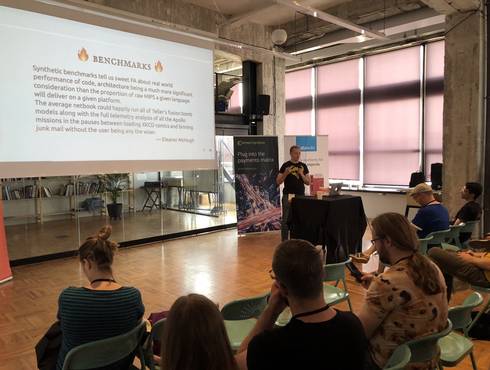 🔥 BENCHMARKS 🔥
Synthetic benchmarks tell us sweet FA about real world
performance of code, architecture being a much more significant
consideration than the proportion of raw ops/s a given language
will deliver on a given platform.
The average netbook could happily run all of Teller's fusion bomb
models along with the full telemetry analysis of all the Apollo
missions in the pauses between loading XKCD comics and binning
junk mail without the user being any the wiser.
— Eleanor McHugh
Plug into the
payments matrix